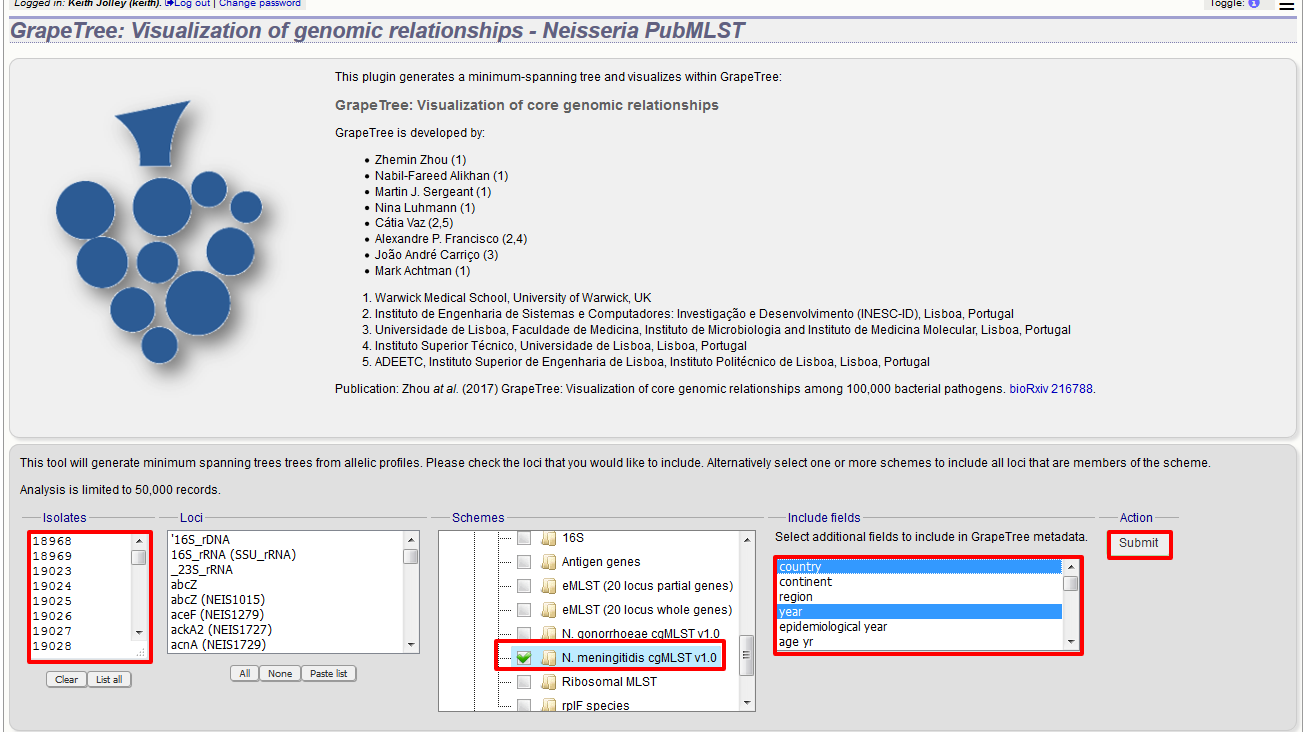 Logged in: Keith Jolley (keith). Log out | Change password
Toggle: i
GrapeTree: Visualization of genomic relationships - Neisseria PubMLST
This plugin generates a minimum-spanning tree and visualizes within GrapeTree:
GrapeTree: Visualization of core genomic relationships
GrapeTree is developed by:
• Zhemin Zhou (1)
• Nabil-Fareed Alikhan (1)
• Martin J. Sergeant (1)
• Nina Luhmann (1)
• Cátia Vaz (2,5)
• Alexandre P. Francisco (2,4)
• João André Carriço (3)
• Mark Achtman (1)
1. Warwick Medical School, University of Warwick, UK
2. Instituto de Engenharia de Sistemas e Computadores: Investigação e Desenvolvimento (INESC-ID), Lisboa, Portugal
3. Universidade de Lisboa, Faculdade de Medicina, Instituto de Microbiologia and Instituto de Medicina Molecular, Lisboa, Portugal
4. Instituto Superior Técnico, Universidade de Lisboa, Lisboa, Portugal
5. ADEETC, Instituto Superior de Engenharia de Lisboa, Instituto Politécnico de Lisboa, Lisboa, Portugal
Publication: Zhou at al. (2017) GrapeTree: Visualization of core genomic relationships among 100,000 bacterial pathogens. bioRxiv 216788.
This tool will generate minimum spanning trees trees from allelic profiles. Please check the loci that you would like to include. Alternatively select one or more schemes to include all loci that are members of the scheme.
Analysis is limited to 50,000 records.
Isolates
18968
18969
19023
19024
19025
19026
19027
19028
Clear
List all
Loci
'16S_rDNA
16S_rRNA (SSU_rRNA)
_23S_rRNA
abcZ
abcZ (NEIS1015)
aceF (NEIS1279)
ackA2 (NEIS1727)
acnA (NEIS1729)
All
None
Paste list
Schemes
16S
Antigen genes
eMLST (20 locus partial genes)
eMLST (20 locus whole genes)
N. gonorrhoeae cgMLST v1.0
N. meningitidis cgMLST v1.0
Ribosomal MLST
rplF species
Include fields
Select additional fields to include in GrapeTree metadata.
country
continent
region
year
epidemiological year
age yr
Action
Submit